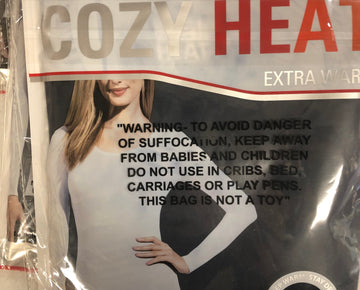 COZY HEAT
EXTRA WAR
"WARNING- TO AVOID DANGER
OF SUFFOCATION, KEEP AWAY
FROM BABIES AND CHILDREN
DO NOT USE IN CRIBS, BED,
CARRIAGES OR PLAY PENS.
THIS BAG IS NOT A TOY"